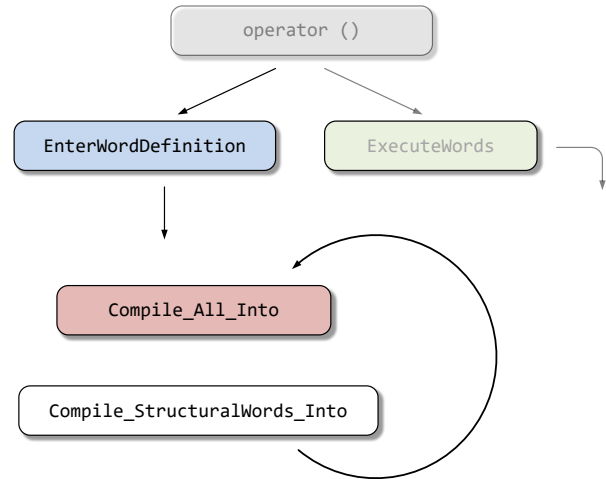 operator ()
EnterWordDefinition
ExecuteWords
Compile_All_Into
Compile_StructuralWords_Into